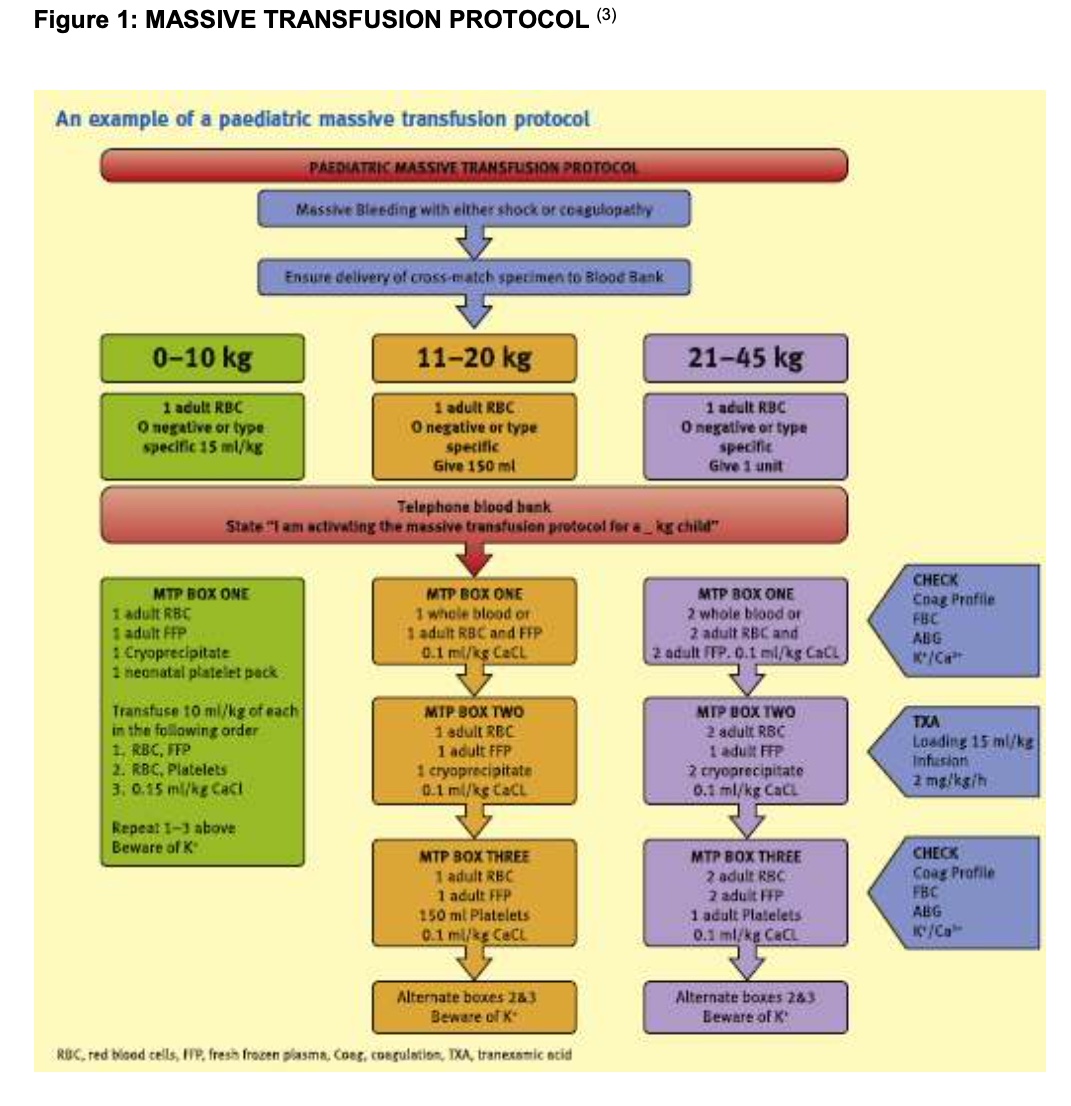 Figure 1: MASSIVE TRANSFUSION PROTOCOL (3)
An example of a paediatric massive transfusion protocol
PAEDIATRIC MASSIVE TRANSFUSION PROTOCOL
Massive Bleeding with either shock or coagulopathy
Ensure delivery of cross-match specimen to Blood Bank
0–10 kg
1 adult RBC
O negative or type
specific 15 ml/kg
11–20 kg
1 adult RBC
O negative or type
specific
Give 150 ml
21–45 kg
1 adult RBC
O negative or type
specific
Give 1 unit
Telephone blood bank
State "I am activating the massive transfusion protocol for a _ kg child"
MTP BOX ONE
1 adult RBC
1 adult FFP
1 Cryoprecipitate
1 neonatal platelet pack
Transfuse 10 ml/kg of each
in the following order
1. RBC, FFP
2. RBC, Platelets
3. 0.15 ml/kg CaCl
Repeat 1–3 above
Beware of K⁺
MTP BOX ONE
1 whole blood or
1 adult RBC and FFP
0.1 ml/kg CaCL
MTP BOX TWO
1 adult RBC
1 adult FFP
1 cryoprecipitate
0.1 ml/kg CaCL
MTP BOX THREE
1 adult RBC
1 adult FFP
150 ml Platelets
0.1 ml/kg CaCL
Alternate boxes 2&3
Beware of K⁺
MTP BOX ONE
2 whole blood or
2 adult RBC and
2 adult FFP. 0.1 ml/kg CaCL
MTP BOX TWO
2 adult RBC
1 adult FFP
2 cryoprecipitate
0.1 ml/kg CaCL
MTP BOX THREE
2 adult RBC
2 adult FFP
1 adult Platelets
0.1 ml/kg CaCL
Alternate boxes 2&3
Beware of K⁺
CHECK
Coag Profile
FBC
ABG
K⁺/Ca²⁺
TXA
Loading 15 ml/kg
Infusion
2 mg/kg/h
CHECK
Coag Profile
FBC
ABG
K⁺/Ca²⁺
RBC, red blood cells, FFP, fresh frozen plasma, Coag, coagulation, TXA, tranexamic acid